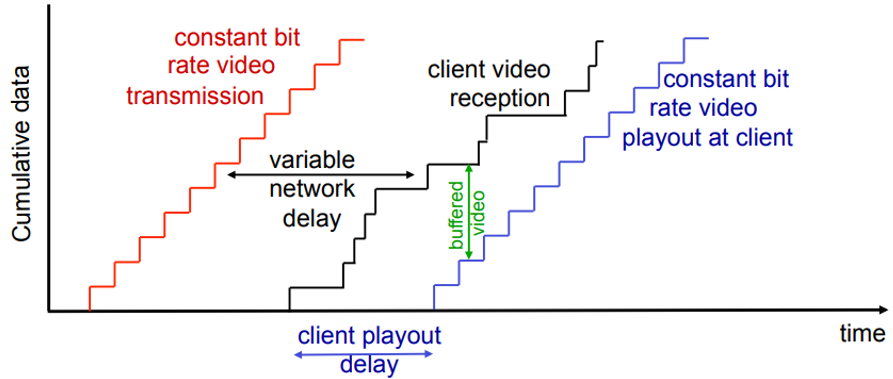 Cumulative data
constant bit
rate video
transmission
variable
network
delay
client video
reception
buffered
video
constant bit
rate video
playout at client
client playout
delay
time